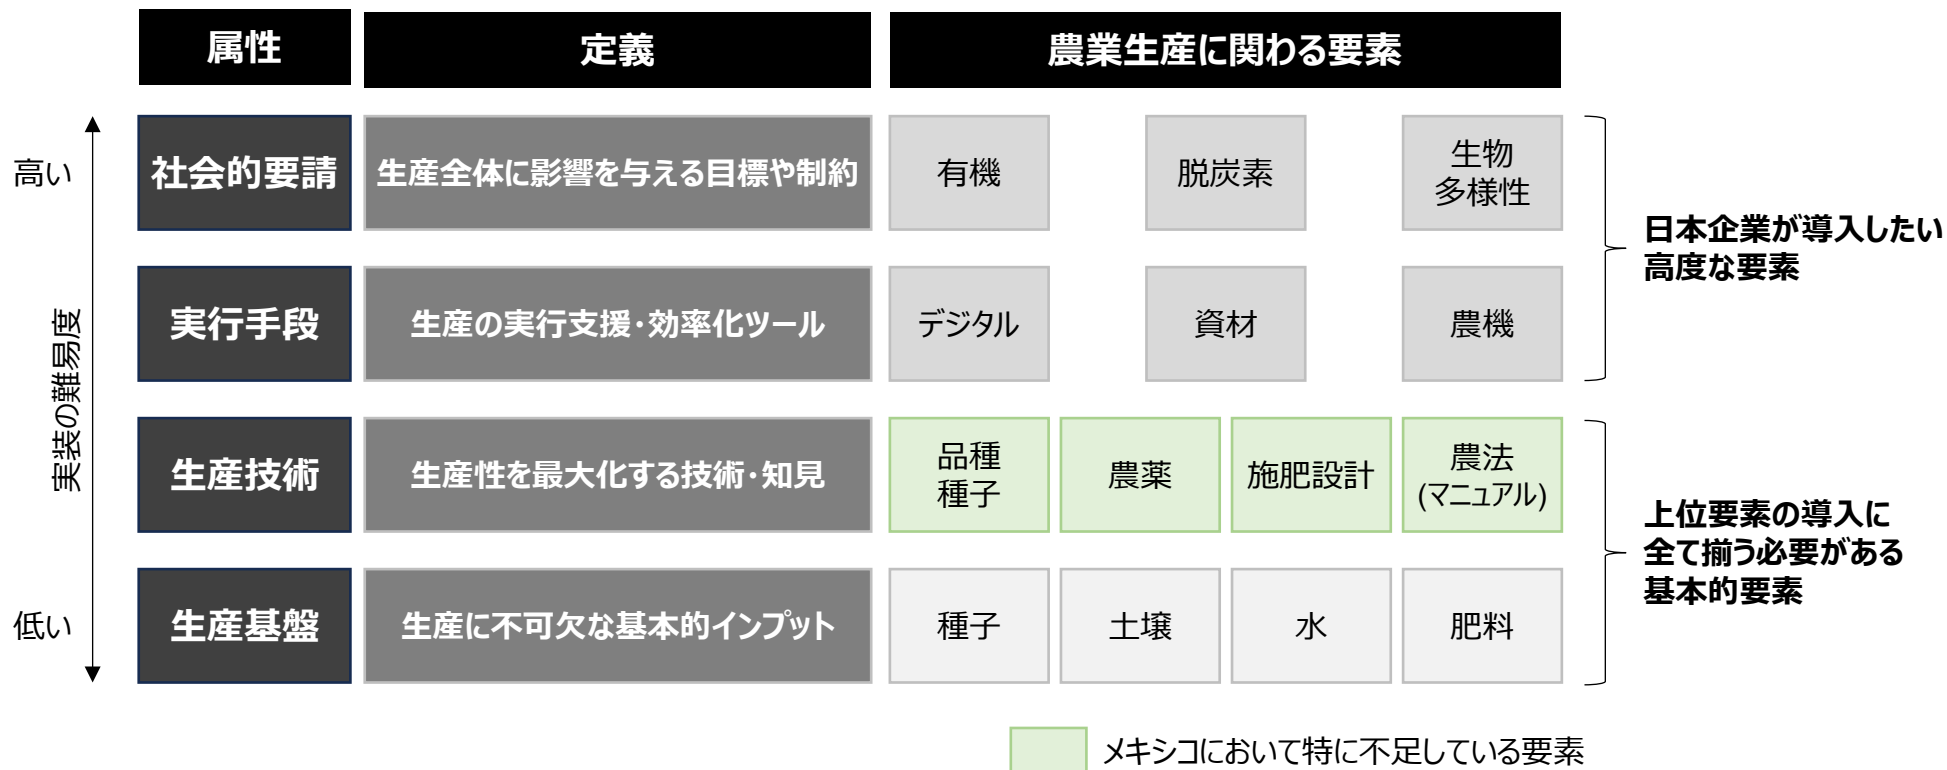 属性
定義
農業生産に関わる要素
高い
社会的要請
生産全体に影響を与える目標や制約
有機
脱炭素
生物
多様性
日本企業が導入したい
高度な要素
実装の難易度
実行手段
生産の実行支援・効率化ツール
デジタル
資材
農機
生産技術
生産性を最大化する技術・知見
品種
種子
農薬
施肥設計
農法
(マニュアル)
上位要素の導入に
全て揃う必要がある
基本的要素
低い
生産基盤
生産に不可欠な基本的インプット
種子
土壌
水
肥料
メキシコにおいて特に不足している要素